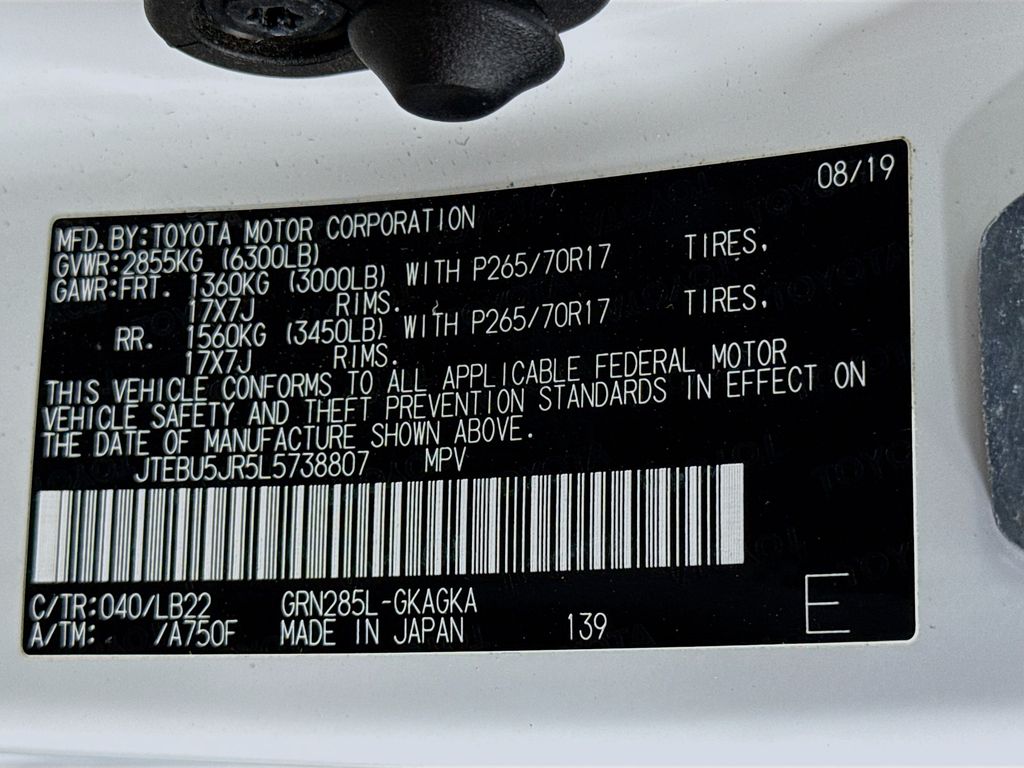 08/19
MFD. BY: TOYOTA MOTOR CORPORATION
GVWR: 2855KG (6300LB)
GAWR: FRT. 1360KG (3000LB) WITH P265/70R17 TIRES,
17X7J RIMS.
RR. 1560KG (3450LB) WITH P265/70R17 TIRES,
17X7J RIMS.
THIS VEHICLE CONFORMS TO ALL APPLICABLE FEDERAL MOTOR
VEHICLE SAFETY AND THEFT PREVENTION STANDARDS IN EFFECT ON
THE DATE OF MANUFACTURE SHOWN ABOVE.
JTEBU5JR5L5738807 MPV
C/TR: 040/LB22 GRN285L-GKAGKA
A/TM: /A750F MADE IN JAPAN 139 E